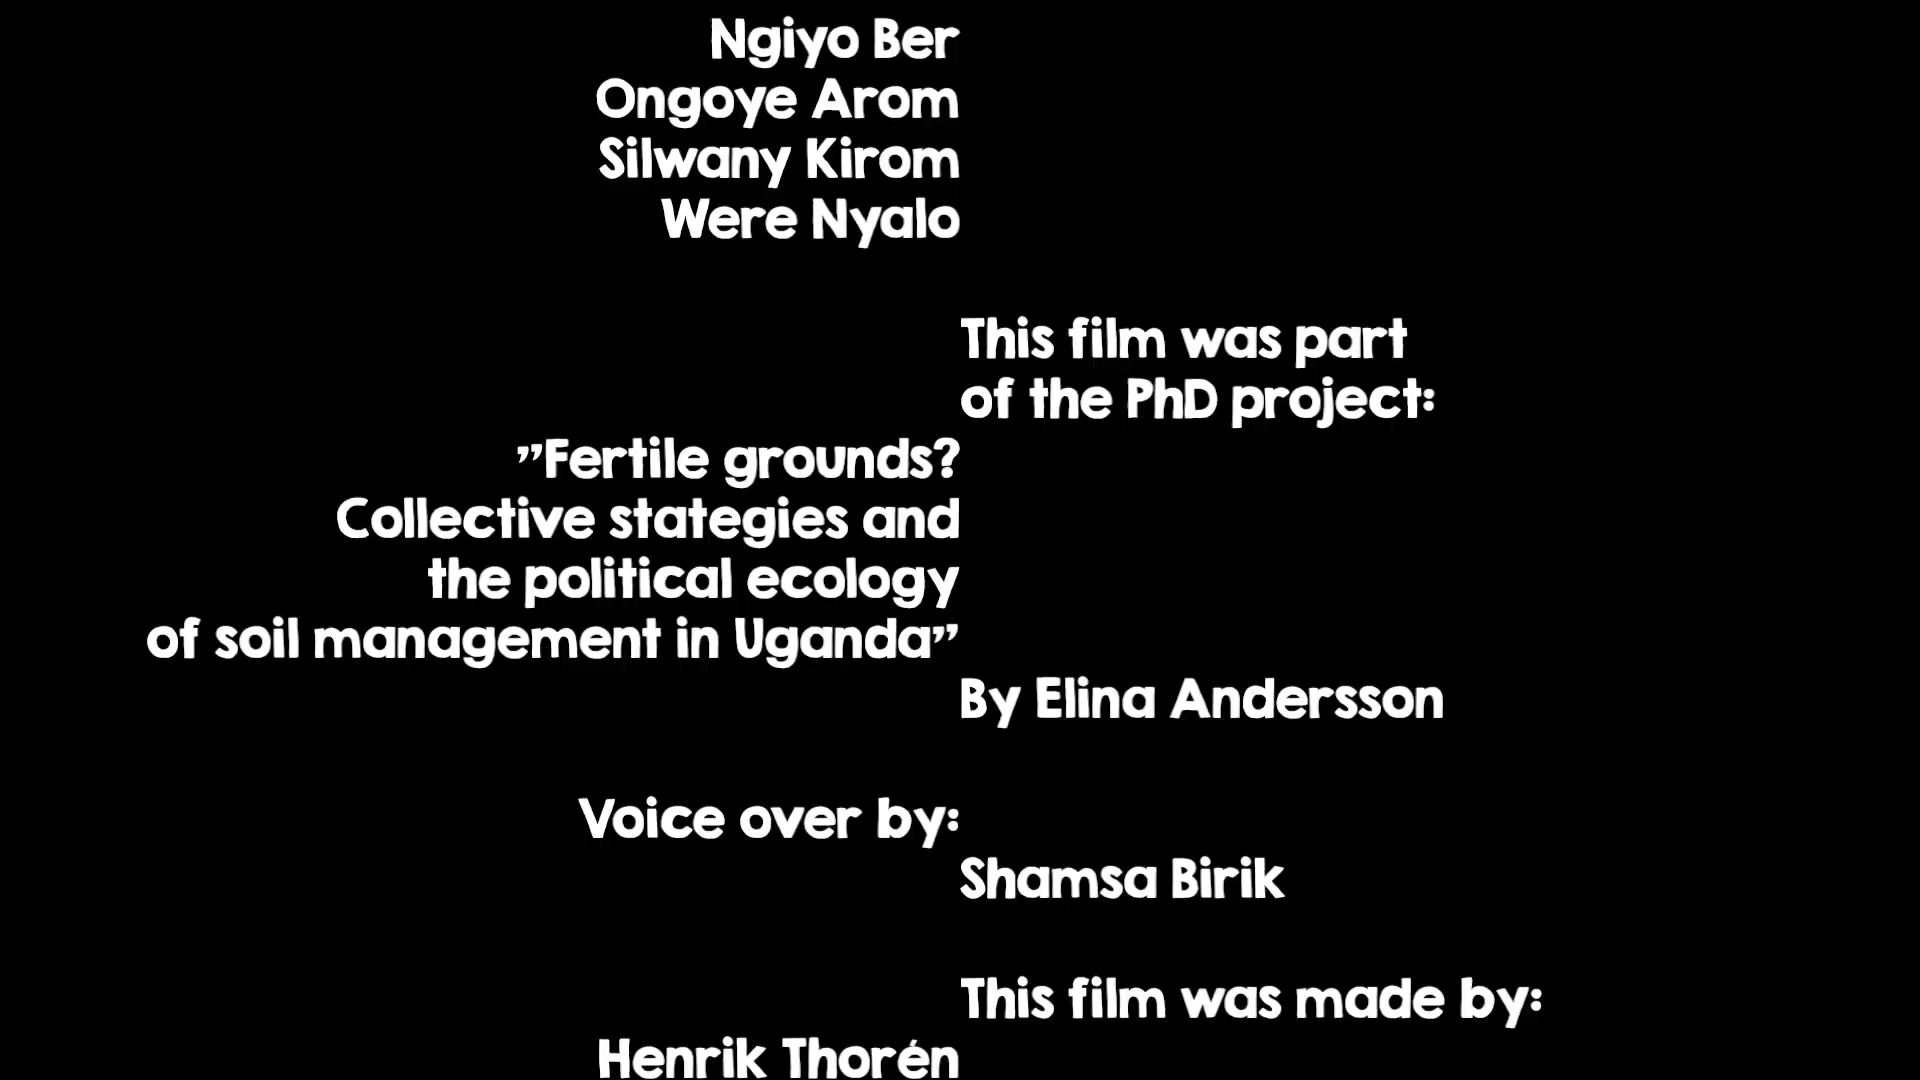 Ngiyo Ber
Ongoye Arom
Silwany Kirom
Were Nyalo
This film was part
of the PhD project:
”Fertile grounds?
Collective stategies and
the political ecology
of soil management in Uganda”
By Elina Andersson
Voice over by:
Shamsa Birik
This film was made by:
Henrik Thorén